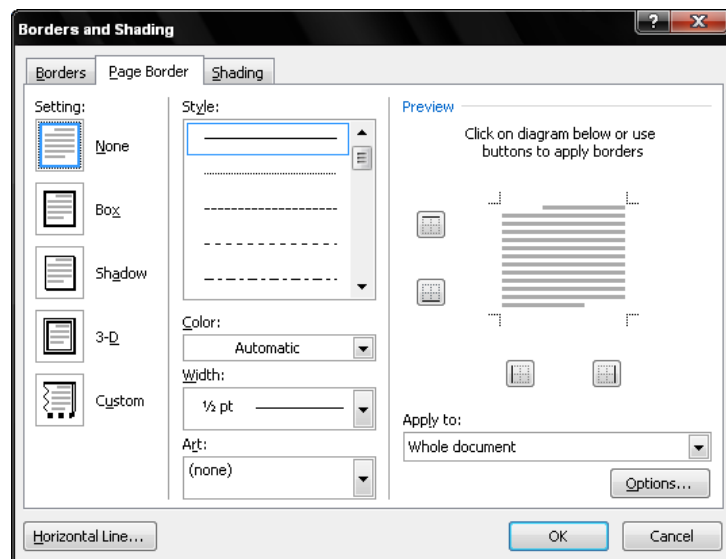 Borders and Shading
?
X
Borders
Page Border
Shading
Setting:
None
Box
Shadow
3-D
Custom
Style:
Color:
Automatic
Width:
½ pt
Art:
(none)
Preview
Click on diagram below or use
buttons to apply borders
Apply to:
Whole document
Options...
Horizontal Line...
OK
Cancel